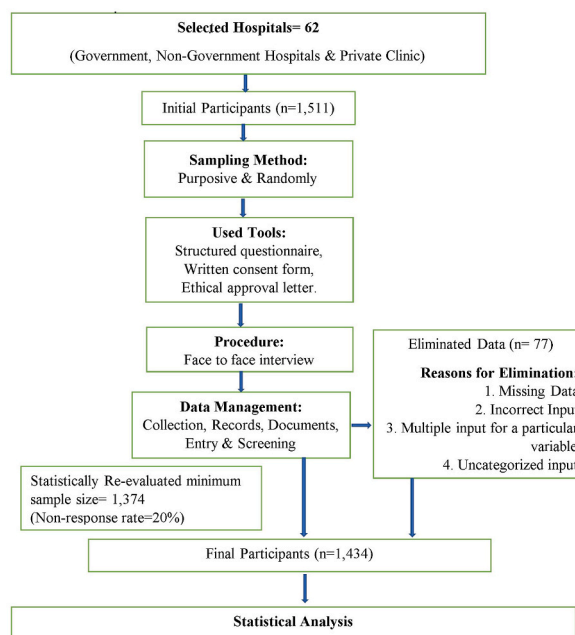 Selected Hospitals= 62
(Government, Non-Government Hospitals & Private Clinic)
Initial Participants (n=1,511)
Sampling Method:
Purposive & Randomly
Used Tools:
Structured questionnaire,
Written consent form,
Ethical approval letter.
Procedure:
Face to face interview
Data Management:
Collection, Records, Documents,
Entry & Screening
Eliminated Data (n= 77)
Reasons for Elimination:
1. Missing Data
2. Incorrect Input
3. Multiple input for a particular
variable
4. Uncategorized input
Statistically Re-evaluated minimum
sample size= 1,374
(Non-response rate=20%)
Final Participants (n=1,434)
Statistical Analysis